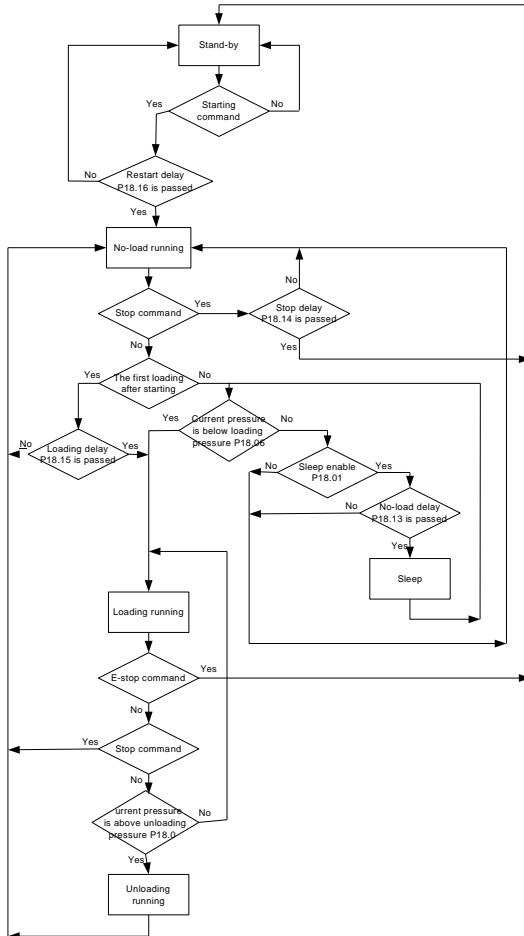 Stand-by
Starting
command
Yes
No
Restart delay
P18.16 is passed
No
Yes
No-load running
Stop command
Yes
No
Stop delay
P18.14 is passed
No
Yes
The first loading
after starting
Yes
No
Loading delay
P18.15 is passed
No
Yes
Current pressure
is below loading
pressure P18.06
Yes
No
Sleep enable
P18.01
No
Yes
No-load delay
P18.13 is passed
No
Yes
Sleep
Loading running
E-stop command
Yes
No
Stop command
Yes
No
urrent pressure
is above unloading
pressure P18.0
No
Yes
Unloading
running